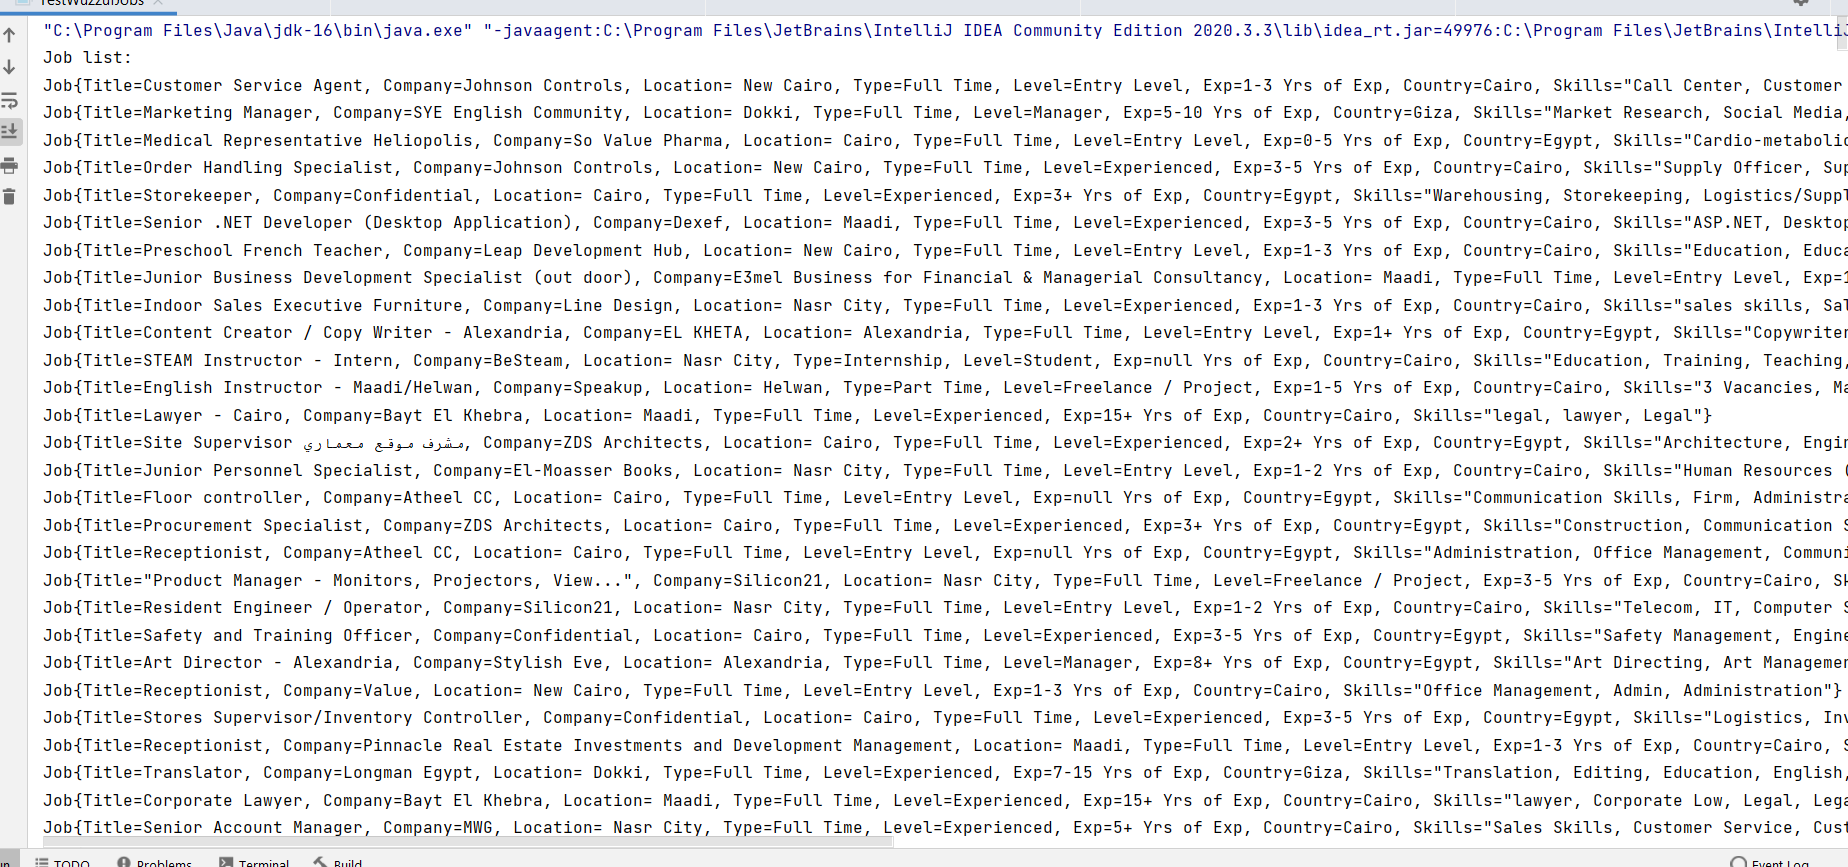 TestWuzzufJobs
"C:\Program Files\Java\jdk-16\bin\java.exe" "-javaagent:C:\Program Files\JetBrains\IntelliJ IDEA Community Edition 2020.3.3\lib\idea_rt.jar=49976:C:\Program Files\JetBrains\IntelliJ
Job list:
Job{Title=Customer Service Agent, Company=Johnson Controls, Location= New Cairo, Type=Full Time, Level=Entry Level, Exp=1-3 Yrs of Exp, Country=Cairo, Skills="Call Center, Customer
Job{Title=Marketing Manager, Company=SYE English Community, Location= Dokki, Type=Full Time, Level=Manager, Exp=5-10 Yrs of Exp, Country=Giza, Skills="Market Research, Social Media,
Job{Title=Medical Representative Heliopolis, Company=So Value Pharma, Location= Cairo, Type=Full Time, Level=Entry Level, Exp=0-5 Yrs of Exp, Country=Egypt, Skills="Cardio-metabolic
Job{Title=Order Handling Specialist, Company=Johnson Controls, Location= New Cairo, Type=Full Time, Level=Experienced, Exp=3-5 Yrs of Exp, Country=Cairo, Skills="Supply Officer, Sup
Job{Title=Storekeeper, Company=Confidential, Location= Cairo, Type=Full Time, Level=Experienced, Exp=3+ Yrs of Exp, Country=Egypt, Skills="Warehousing, Storekeeping, Logistics/Suppl
Job{Title=Senior .NET Developer (Desktop Application), Company=Dexef, Location= Maadi, Type=Full Time, Level=Experienced, Exp=3-5 Yrs of Exp, Country=Cairo, Skills="ASP.NET, Desktop
Job{Title=Preschool French Teacher, Company=Leap Development Hub, Location= New Cairo, Type=Full Time, Level=Entry Level, Exp=1-3 Yrs of Exp, Country=Cairo, Skills="Education, Educa
Job{Title=Junior Business Development Specialist (out door), Company=E3mel Business for Financial & Managerial Consultancy, Location= Maadi, Type=Full Time, Level=Entry Level, Exp=1
Job{Title=Indoor Sales Executive Furniture, Company=Line Design, Location= Nasr City, Type=Full Time, Level=Experienced, Exp=1-3 Yrs of Exp, Country=Cairo, Skills="sales skills, Sal
Job{Title=Content Creator / Copy Writer - Alexandria, Company=EL KHETA, Location= Alexandria, Type=Full Time, Level=Entry Level, Exp=1+ Yrs of Exp, Country=Egypt, Skills="Copywriter
Job{Title=STEAM Instructor - Intern, Company=BeSteam, Location= Nasr City, Type=Internship, Level=Student, Exp=null Yrs of Exp, Country=Cairo, Skills="Education, Training, Teaching,
Job{Title=English Instructor - Maadi/Helwan, Company=Speakup, Location= Helwan, Type=Part Time, Level=Freelance / Project, Exp=1-5 Yrs of Exp, Country=Cairo, Skills="3 Vacancies, Ma
Job{Title=Lawyer - Cairo, Company=Bayt El Khebra, Location= Maadi, Type=Full Time, Level=Experienced, Exp=15+ Yrs of Exp, Country=Cairo, Skills="legal, lawyer, Legal"}
Job{Title=Site Supervisor مشرف موقع معماري, Company=ZDS Architects, Location= Cairo, Type=Full Time, Level=Experienced, Exp=2+ Yrs of Exp, Country=Egypt, Skills="Architecture, Engin
Job{Title=Junior Personnel Specialist, Company=El-Moasser Books, Location= Nasr City, Type=Full Time, Level=Entry Level, Exp=1-2 Yrs of Exp, Country=Cairo, Skills="Human Resources (
Job{Title=Floor controller, Company=Atheel CC, Location= Cairo, Type=Full Time, Level=Entry Level, Exp=null Yrs of Exp, Country=Egypt, Skills="Communication Skills, Firm, Administra
Job{Title=Procurement Specialist, Company=ZDS Architects, Location= Cairo, Type=Full Time, Level=Experienced, Exp=3+ Yrs of Exp, Country=Egypt, Skills="Construction, Communication S
Job{Title=Receptionist, Company=Atheel CC, Location= Cairo, Type=Full Time, Level=Entry Level, Exp=null Yrs of Exp, Country=Egypt, Skills="Administration, Office Management, Communi
Job{Title="Product Manager - Monitors, Projectors, View...", Company=Silicon21, Location= Nasr City, Type=Full Time, Level=Freelance / Project, Exp=3-5 Yrs of Exp, Country=Cairo, Sk
Job{Title=Resident Engineer / Operator, Company=Silicon21, Location= Nasr City, Type=Full Time, Level=Entry Level, Exp=1-2 Yrs of Exp, Country=Cairo, Skills="Telecom, IT, Computer S
Job{Title=Safety and Training Officer, Company=Confidential, Location= Cairo, Type=Full Time, Level=Experienced, Exp=3-5 Yrs of Exp, Country=Egypt, Skills="Safety Management, Engine
Job{Title=Art Director - Alexandria, Company=Stylish Eve, Location= Alexandria, Type=Full Time, Level=Manager, Exp=8+ Yrs of Exp, Country=Egypt, Skills="Art Directing, Art Managemen
Job{Title=Receptionist, Company=Value, Location= New Cairo, Type=Full Time, Level=Entry Level, Exp=1-3 Yrs of Exp, Country=Cairo, Skills="Office Management, Admin, Administration"}
Job{Title=Stores Supervisor/Inventory Controller, Company=Confidential, Location= Cairo, Type=Full Time, Level=Experienced, Exp=3-5 Yrs of Exp, Country=Egypt, Skills="Logistics, Inv
Job{Title=Receptionist, Company=Pinnacle Real Estate Investments and Development Management, Location= Maadi, Type=Full Time, Level=Entry Level, Exp=1-3 Yrs of Exp, Country=Cairo, S
Job{Title=Translator, Company=Longman Egypt, Location= Dokki, Type=Full Time, Level=Experienced, Exp=7-15 Yrs of Exp, Country=Giza, Skills="Translation, Editing, Education, English,
Job{Title=Corporate Lawyer, Company=Bayt El Khebra, Location= Maadi, Type=Full Time, Level=Experienced, Exp=15+ Yrs of Exp, Country=Cairo, Skills="lawyer, Corporate Low, Legal, Lega
Job{Title=Senior Account Manager, Company=MWG, Location= Nasr City, Type=Full Time, Level=Experienced, Exp=5+ Yrs of Exp, Country=Cairo, Skills="Sales Skills, Customer Service, Cust
un TODO Problems Terminal Build Event Log